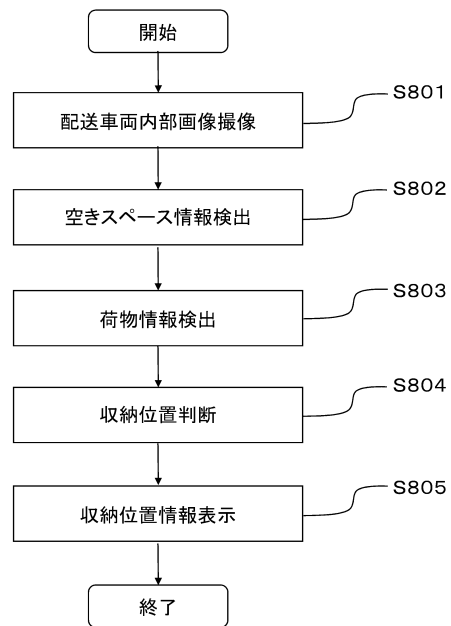 開始
配送車両内部画像撮像
S801
空きスペース情報検出
S802
荷物情報検出
S803
収納位置判断
S804
収納位置情報表示
S805
終了